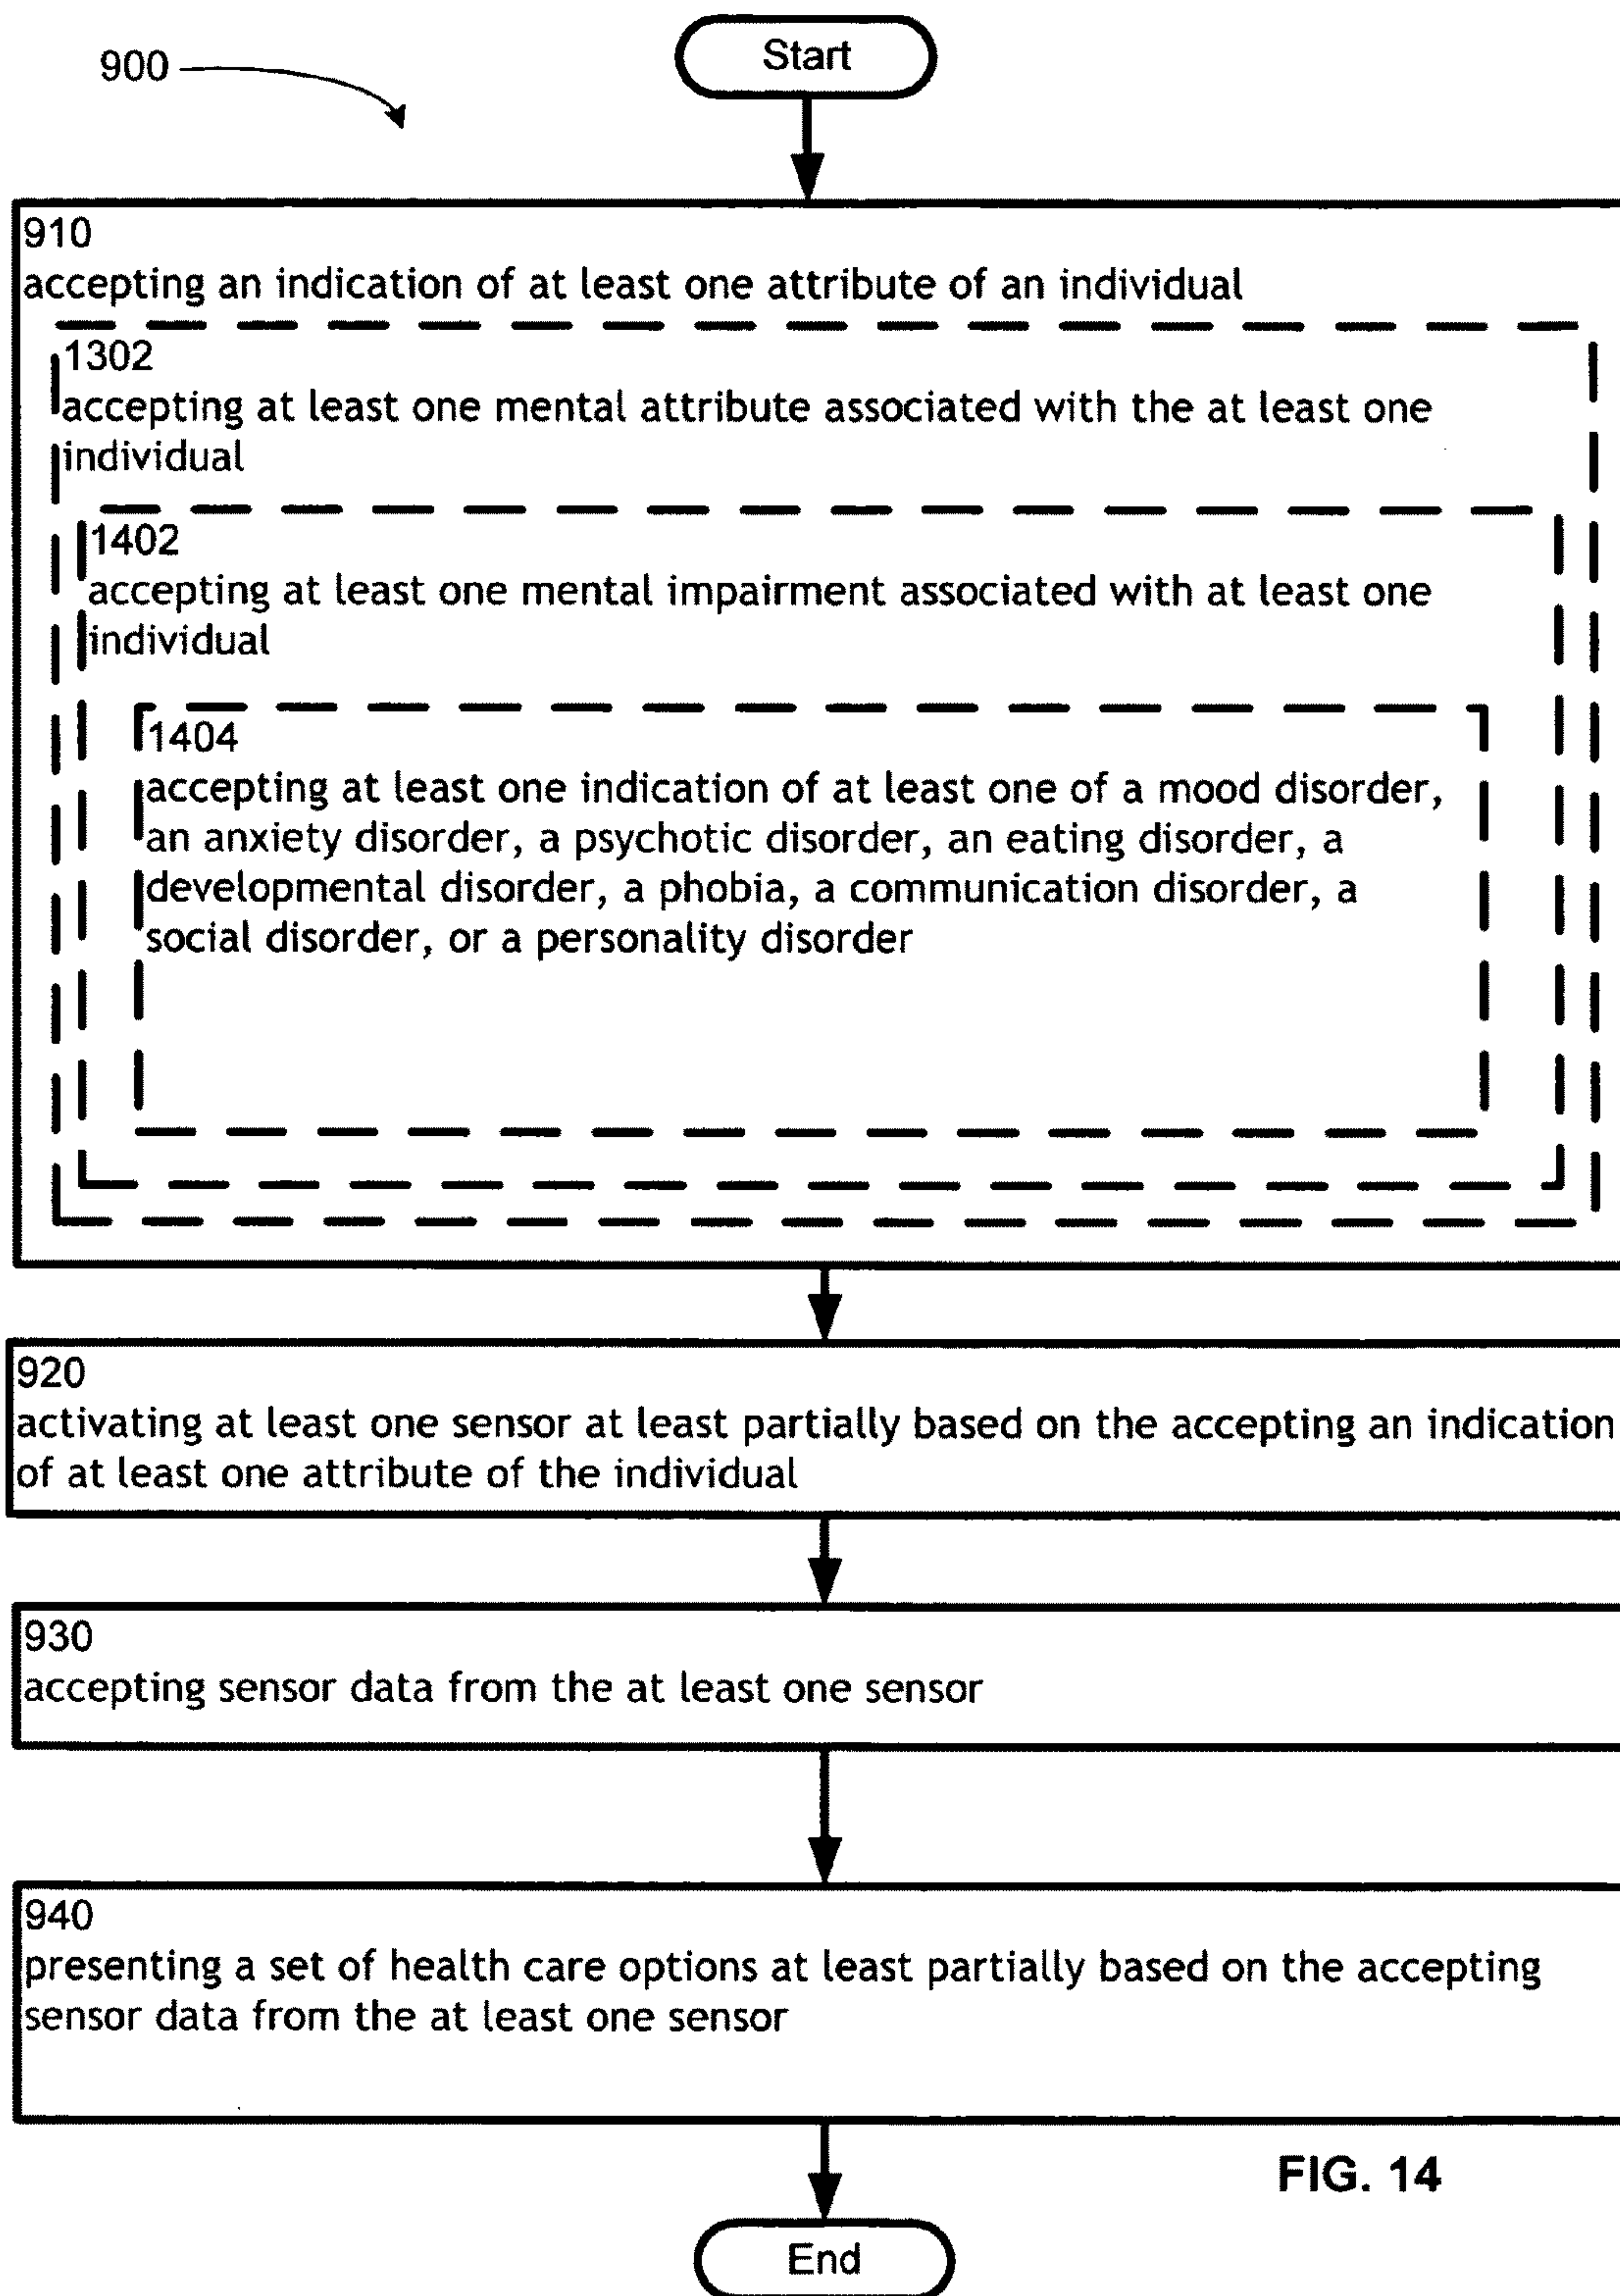 Start
900
910
accepting an indication of at least one attribute of an individual
1302
accepting at least one mental attribute associated with the at least one
individual
1402
accepting at least one mental impairment associated with at least one
individual
1404
accepting at least one indication of at least one of a mood disorder,
an anxiety disorder, a psychotic disorder, an eating disorder, a
developmental disorder, a phobia, a communication disorder, a
social disorder, or a personality disorder
920
activating at least one sensor at least partially based on the accepting an indication
of at least one attribute of the individual
930
accepting sensor data from the at least one sensor
940
presenting a set of health care options at least partially based on the accepting
sensor data from the at least one sensor
FIG. 14
End